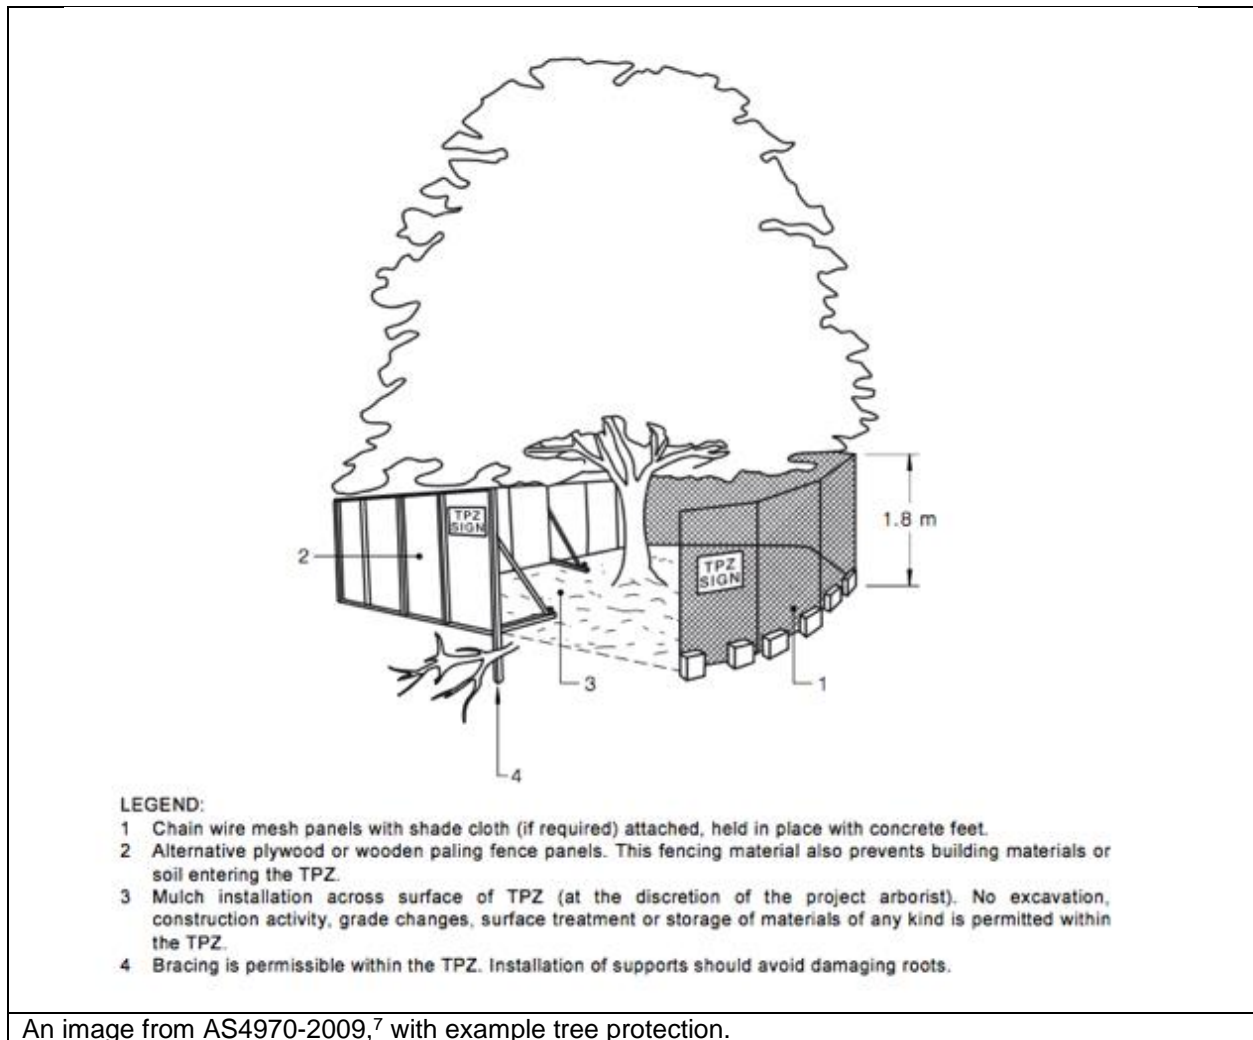 TPZ
SIGN
1.8 m
TPZ
SIGN
2
3
1
4
LEGEND:
1 Chain wire mesh panels with shade cloth (if required) attached, held in place with concrete feet.
2 Alternative plywood or wooden paling fence panels. This fencing material also prevents building materials or
soil entering the TPZ.
3 Mulch installation across surface of TPZ (at the discretion of the project arborist). No excavation,
construction activity, grade changes, surface treatment or storage of materials of any kind is permitted within
the TPZ.
4 Bracing is permissible within the TPZ. Installation of supports should avoid damaging roots.
An image from AS4970-2009,⁷ with example tree protection.